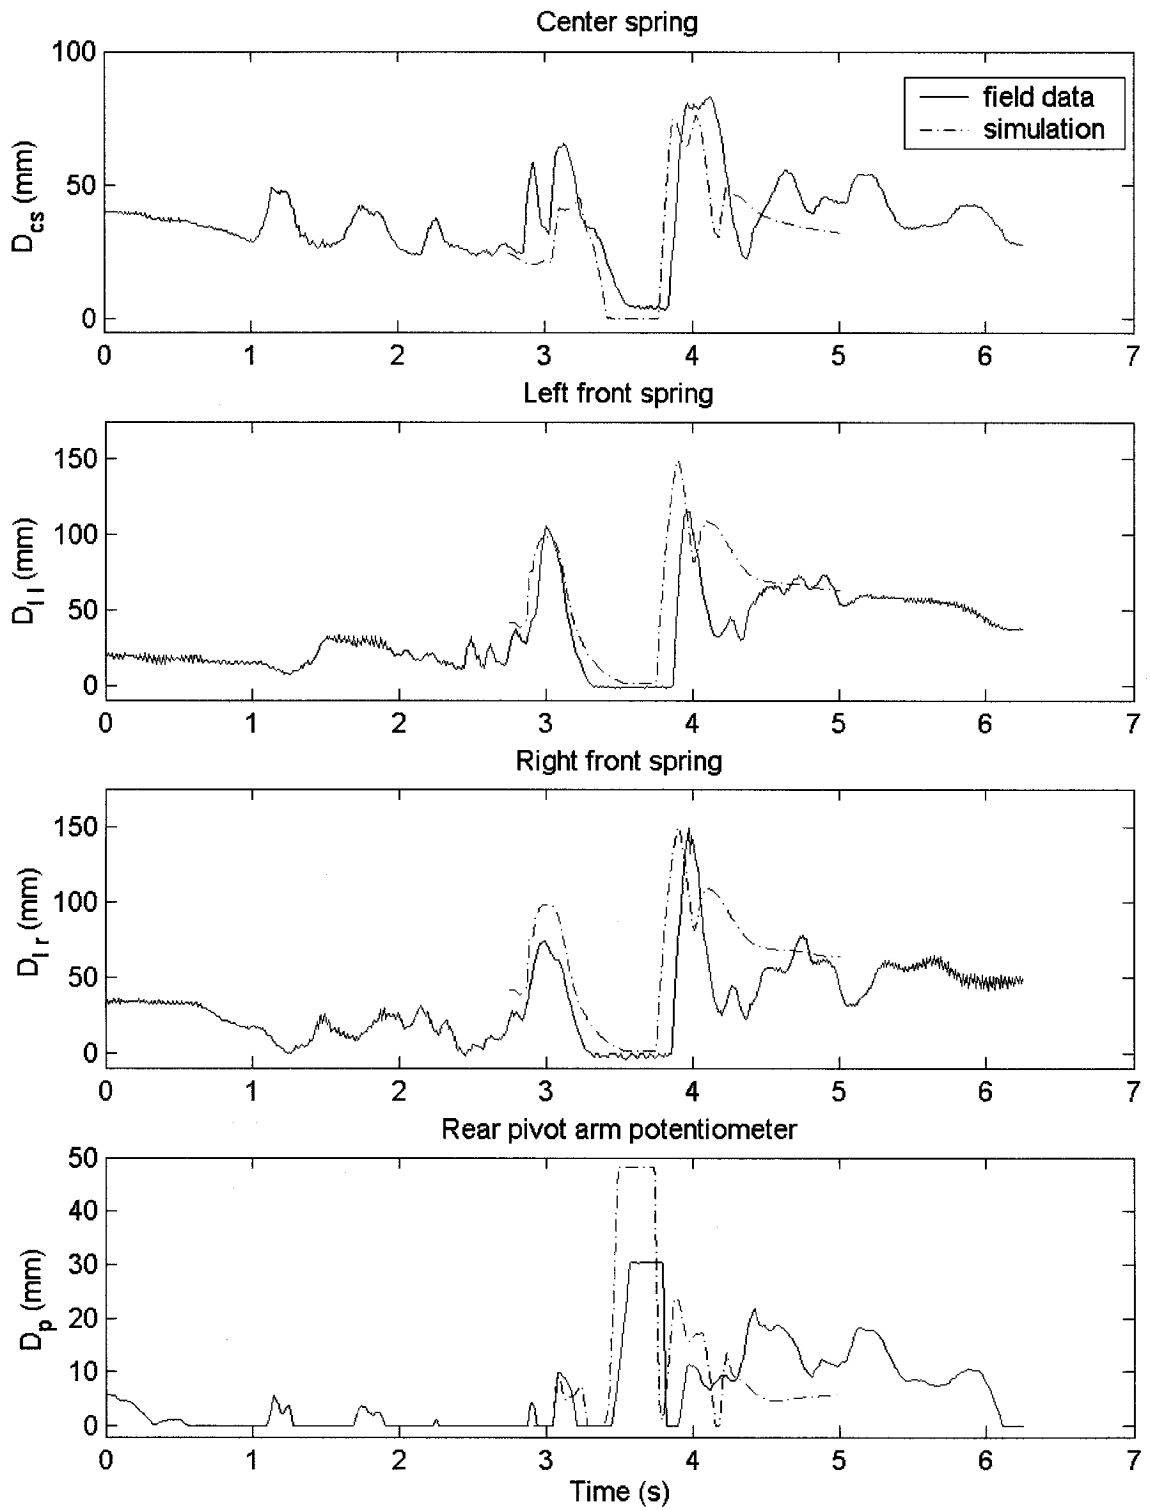 Center spring
100
50
0
D_cs (mm)
field data
simulation
0 1 2 3 4 5 6 7
Left front spring
150
100
50
0
D_l l (mm)
0 1 2 3 4 5 6 7
Right front spring
150
100
50
0
D_l r (mm)
0 1 2 3 4 5 6 7
Rear pivot arm potentiometer
50
40
30
20
10
0
D_p (mm)
0 1 2 3 4 5 6 7
Time (s)